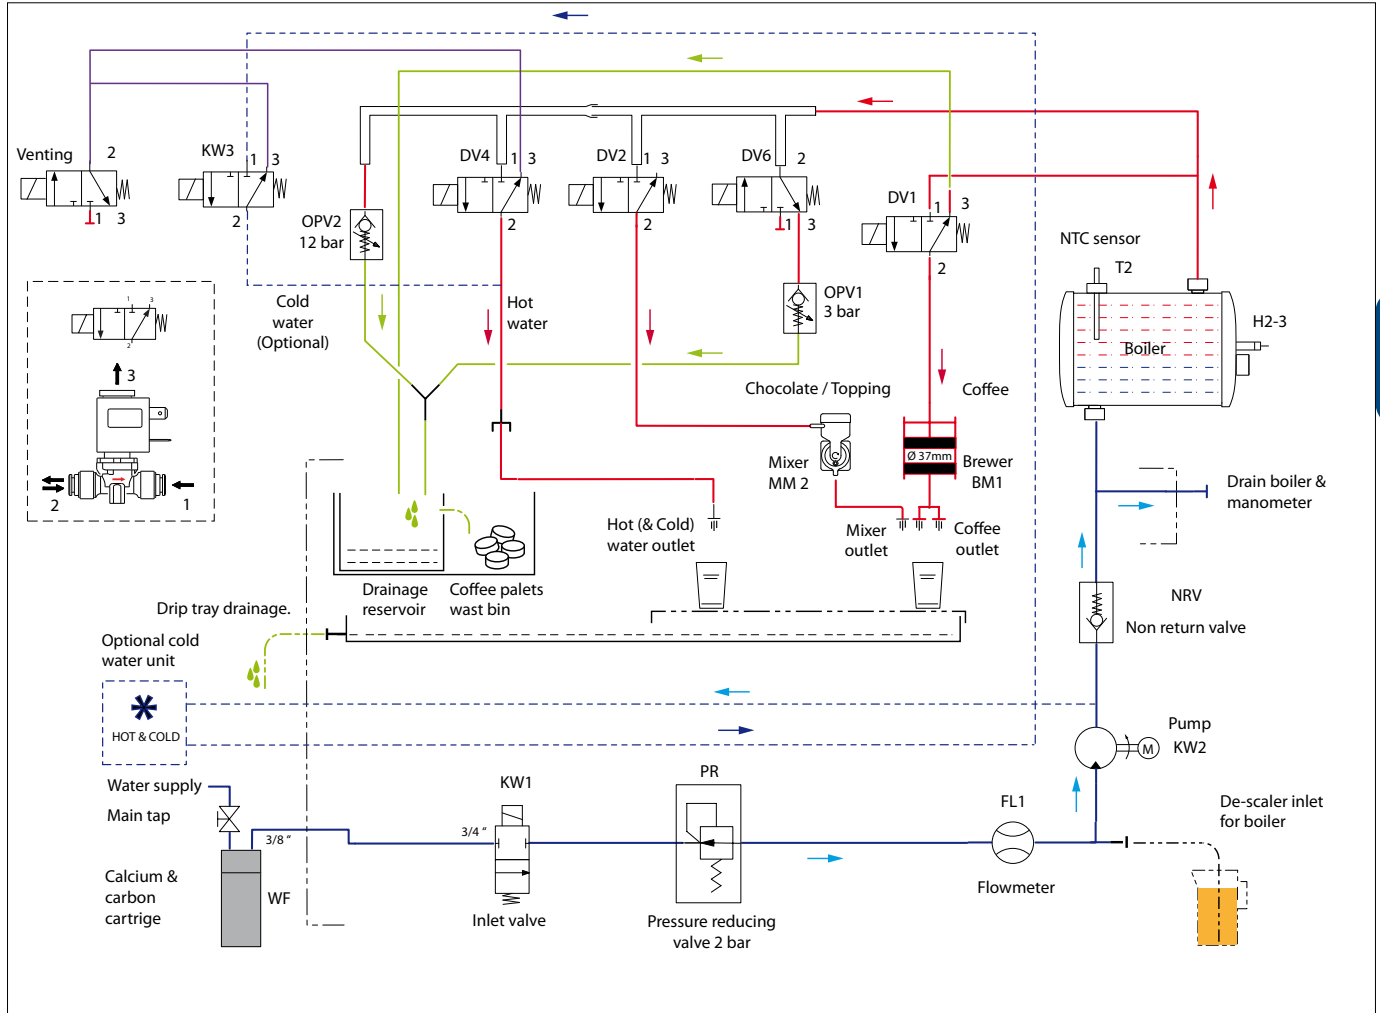 Venting
2
1
3
KW3
1
3
2
DV4
1
3
2
DV2
1
3
2
DV6
2
1
3
DV1
1
3
2
OPV2
12 bar
OPV1
3 bar
NTC sensor
T2
H2-3
Boiler
1
3
2
3
2
1
Cold
water
(Optional)
Hot
water
Chocolate / Topping
Coffee
Mixer
MM 2
Ø 37mm
Brewer
BM1
Drain boiler &
manometer
Hot (& Cold)
water outlet
Mixer
outlet
Coffee
outlet
Drainage
reservoir
Coffee palets
wast bin
NRV
Non return valve
Drip tray drainage.
Optional cold
water unit
HOT & COLD
Pump
KW2
M
Water supply
Main tap
3/8 “
3/4 “
KW1
PR
FL1
De-scaler inlet
for boiler
Calcium &
carbon
cartrige
WF
Inlet valve
Pressure reducing
valve 2 bar
Flowmeter